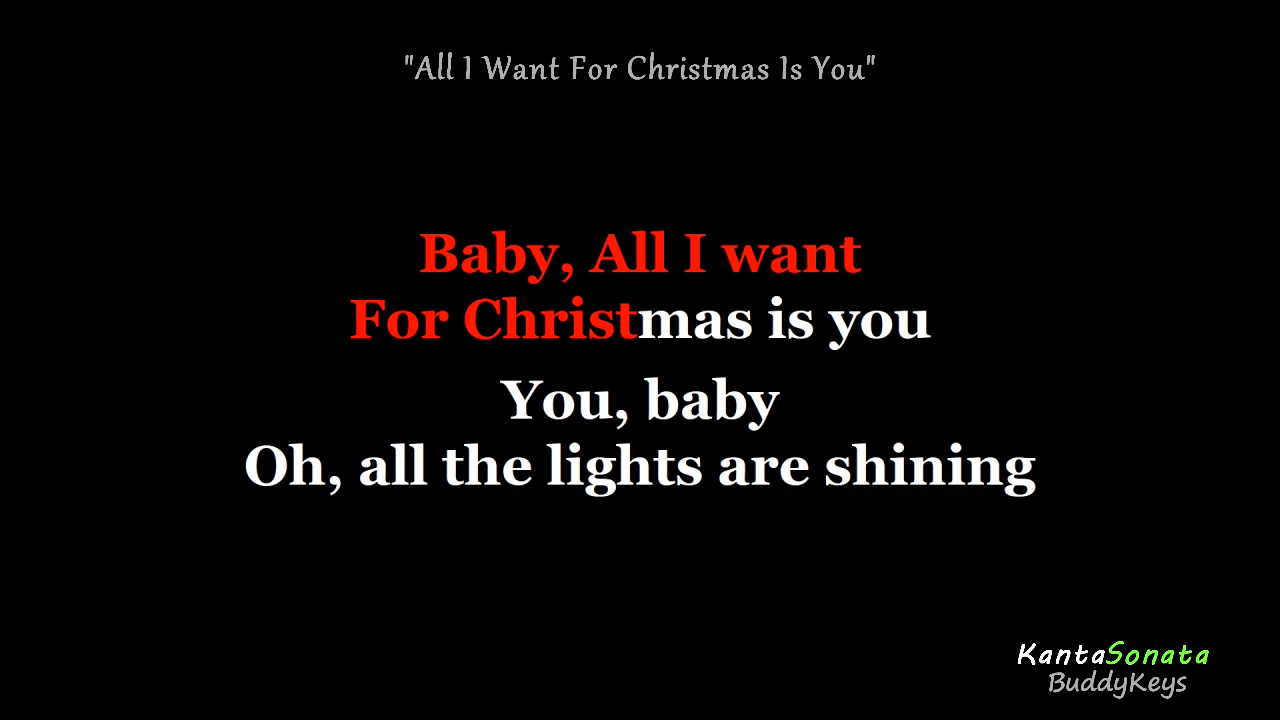 "All I Want For Christmas Is You"
Baby, All I want
For Christmas is you
You, baby
Oh, all the lights are shining
KantaSonata
BuddyKeys